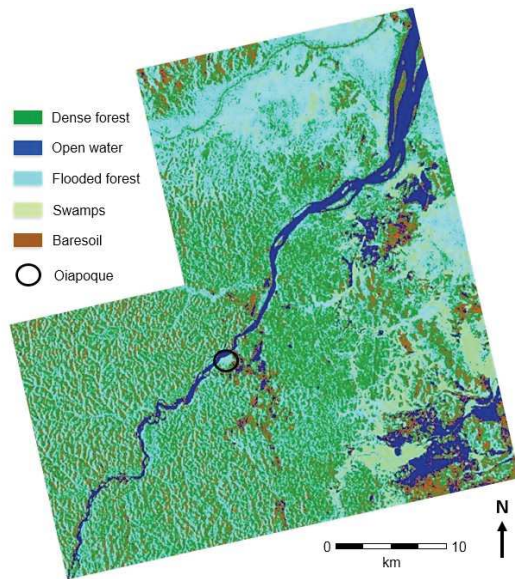 Dense forest
Open water
Flooded forest
Swamps
Baresoil
Oiapoque
N
0 10
km